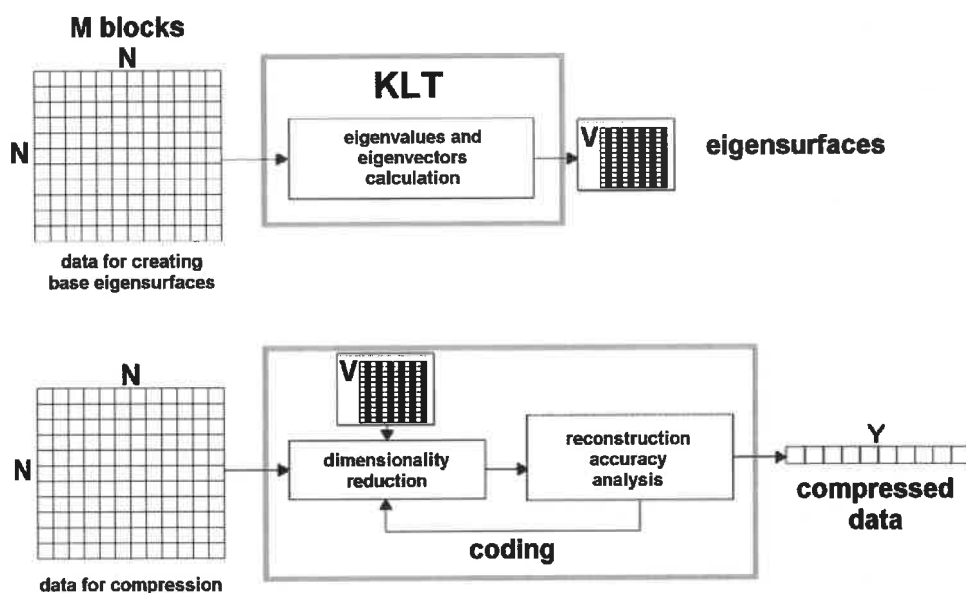 M blocks
N
N
KLT
eigenvalues and
eigenvectors
calculation
V
eigensurfaces
data for creating
base eigensurfaces
N
N
V
dimensionality
reduction
reconstruction
accuracy
analysis
Y
compressed
data
coding
data for compression